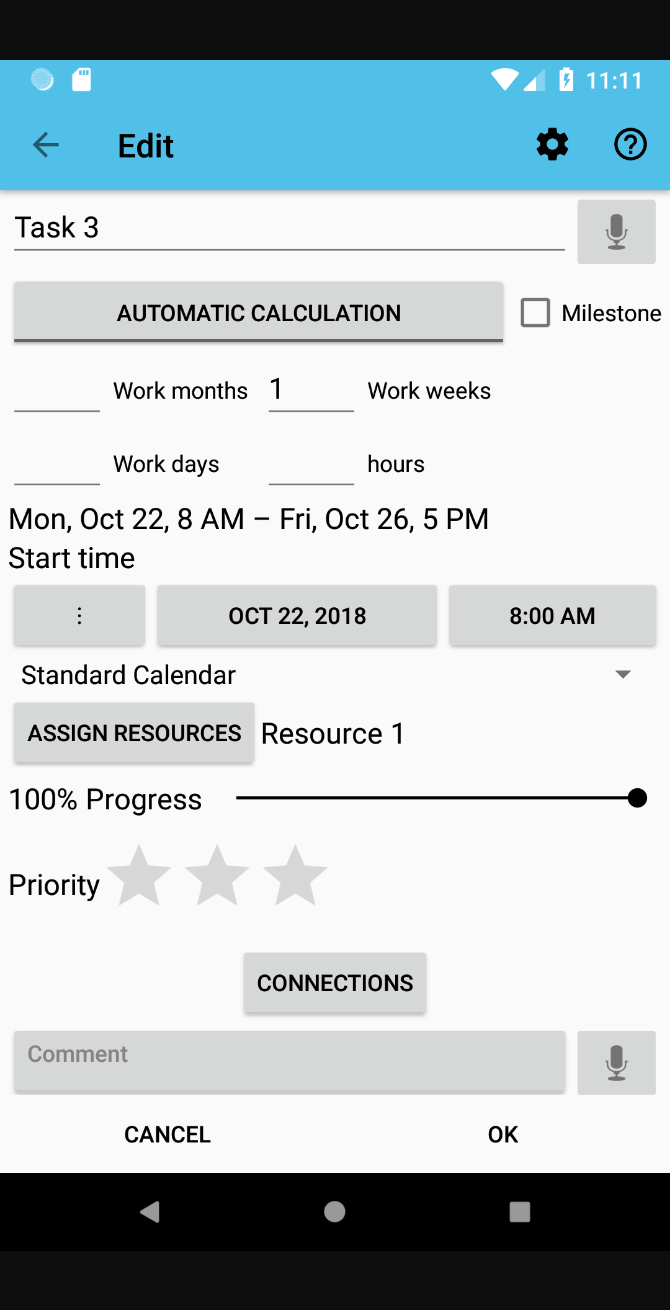 11:11
Edit
Task 3
AUTOMATIC CALCULATION Milestone
Work months 1 Work weeks
Work days hours
Mon, Oct 22, 8 AM – Fri, Oct 26, 5 PM
Start time
OCT 22, 2018 8:00 AM
Standard Calendar
ASSIGN RESOURCES Resource 1
100% Progress
Priority
CONNECTIONS
Comment
CANCEL OK